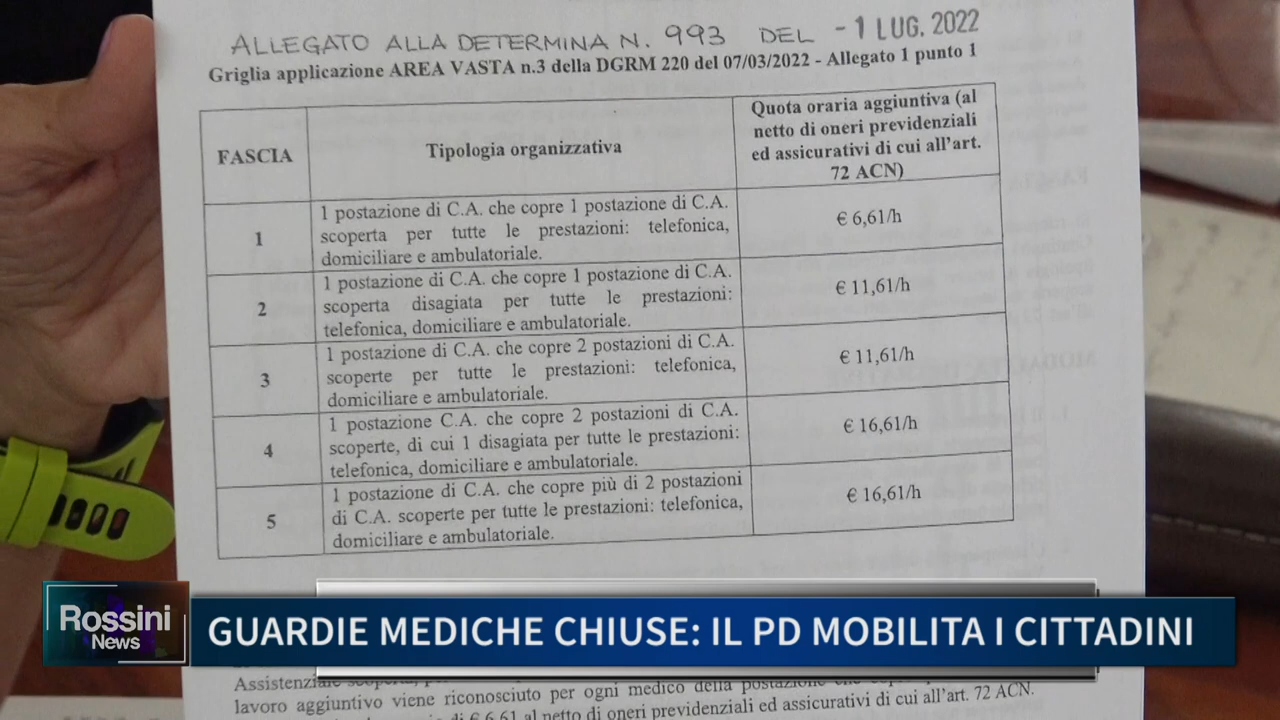 ALLEGATO ALLA DETERMINA N. 993 DEL - 1 LUG. 2022
Griglia applicazione AREA VASTA n.3 della DGRM 220 del 07/03/2022 - Allegato 1 punto 1
FASCIA
Tipologia organizzativa
Quota oraria aggiuntiva (al
netto di oneri previdenziali
ed assicurativi di cui all'art.
72 ACN)
1
1 postazione di C.A. che copre 1 postazione di C.A.
scoperta per tutte le prestazioni: telefonica,
domiciliare e ambulatoriale.
€ 6,61/h
2
1 postazione di C.A. che copre 1 postazione di C.A.
scoperta disagiata per tutte le prestazioni:
telefonica, domiciliare e ambulatoriale.
€ 11,61/h
3
1 postazione di C.A. che copre 2 postazioni di C.A.
scoperte per tutte le prestazioni: telefonica,
domiciliare e ambulatoriale.
€ 11,61/h
4
1 postazione C.A. che copre 2 postazioni di C.A.
scoperte, di cui 1 disagiata per tutte le prestazioni:
telefonica, domiciliare e ambulatoriale.
€ 16,61/h
5
1 postazione di C.A. che copre più di 2 postazioni
di C.A. scoperte per tutte le prestazioni: telefonica,
domiciliare e ambulatoriale.
€ 16,61/h
Rossini
News
GUARDIE MEDICHE CHIUSE: IL PD MOBILITA I CITTADINI
Assistenziale scoperta,
lavoro aggiuntivo viene riconosciuto per ogni medico della postazione che
di € 6,61 al netto di oneri previdenziali ed assicurativi di cui all'art. 72 ACN.